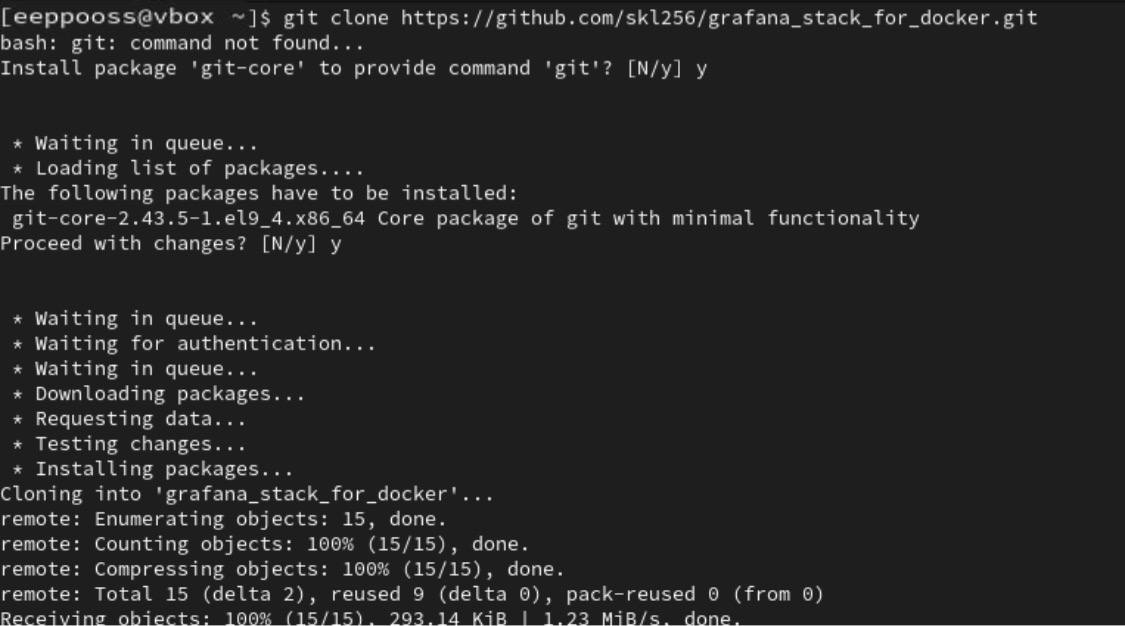 [eeppooss@vbox ~]$ git clone https://github.com/skl256/grafana_stack_for_docker.git
bash: git: command not found...
Install package 'git-core' to provide command 'git'? [N/y] y
* Waiting in queue...
* Loading list of packages....
The following packages have to be installed:
git-core-2.43.5-1.el9_4.x86_64 Core package of git with minimal functionality
Proceed with changes? [N/y] y
* Waiting in queue...
* Waiting for authentication...
* Waiting in queue...
* Downloading packages...
* Requesting data...
* Testing changes...
* Installing packages...
Cloning into 'grafana_stack_for_docker'...
remote: Enumerating objects: 15, done.
remote: Counting objects: 100% (15/15), done.
remote: Compressing objects: 100% (15/15), done.
remote: Total 15 (delta 2), reused 9 (delta 0), pack-reused 0 (from 0)
Receiving objects: 100% (15/15), 293.14 KiB | 1.23 MiB/s, done.